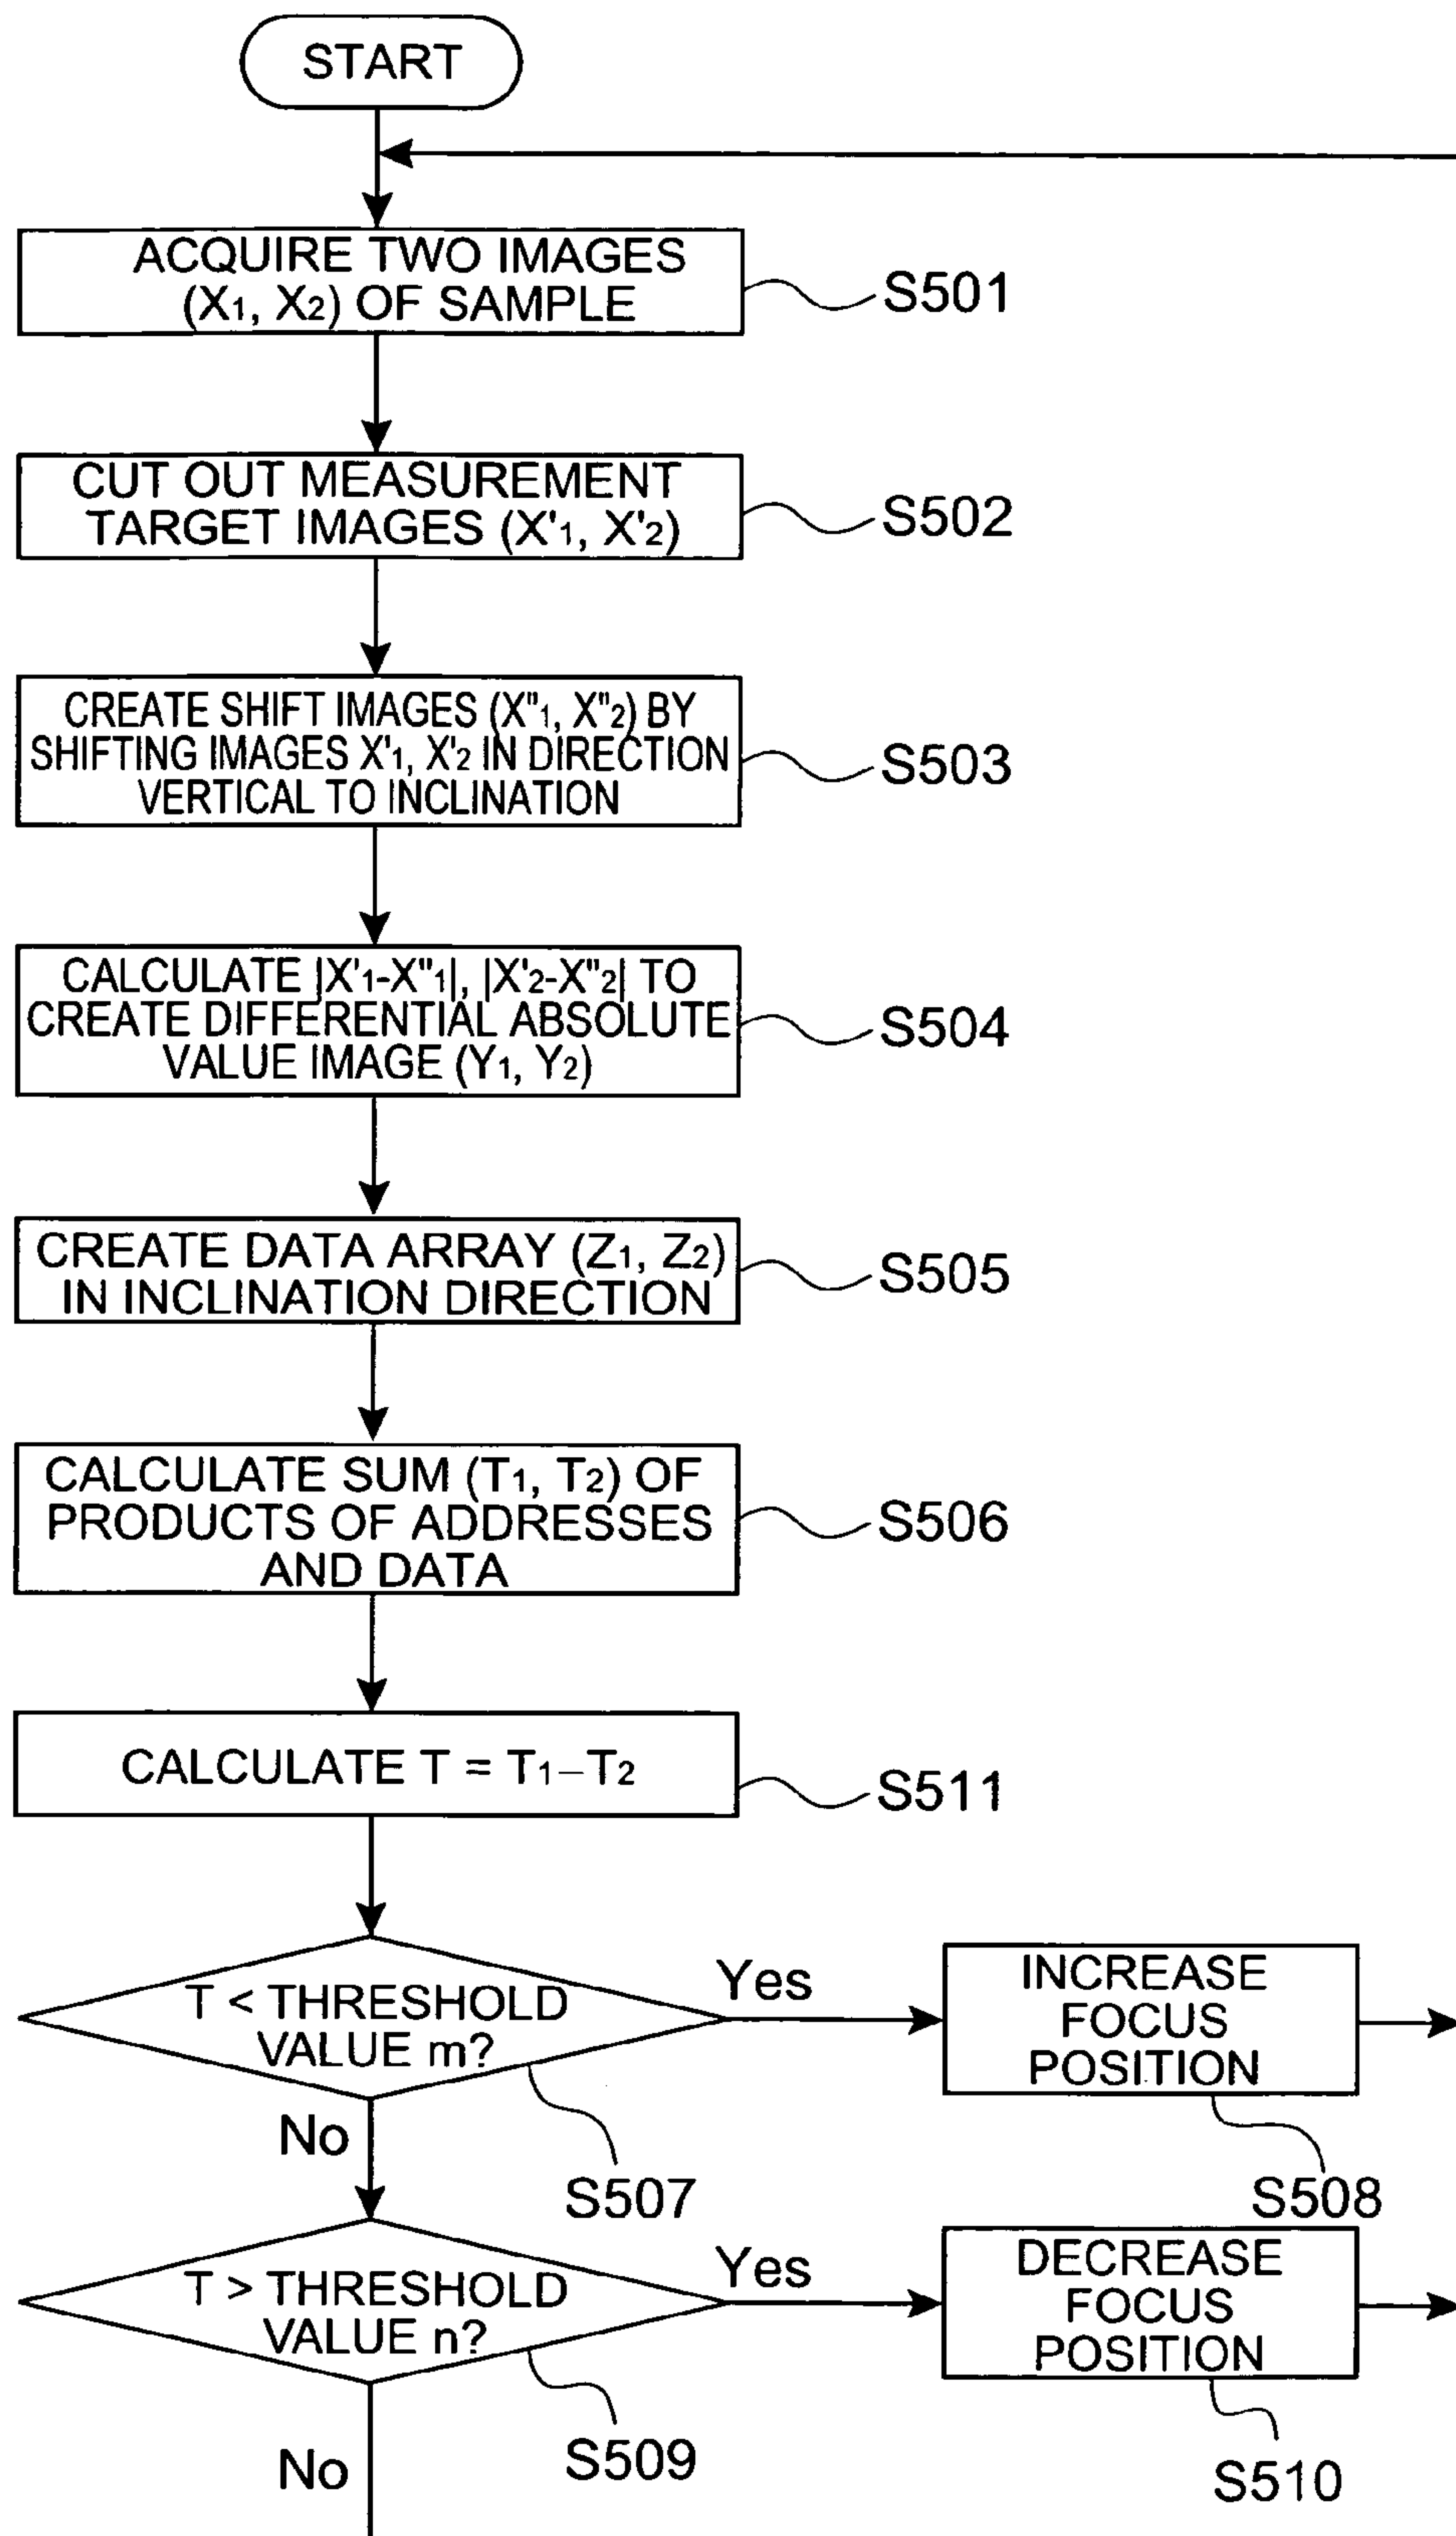 START
ACQUIRE TWO IMAGES
(X1, X2) OF SAMPLE
S501
CUT OUT MEASUREMENT
TARGET IMAGES (X'1, X'2)
S502
CREATE SHIFT IMAGES (X"1, X"2) BY
SHIFTING IMAGES X'1, X'2 IN DIRECTION
VERTICAL TO INCLINATION
S503
CALCULATE |X'1-X"1|, |X'2-X"2| TO
CREATE DIFFERENTIAL ABSOLUTE
VALUE IMAGE (Y1, Y2)
S504
CREATE DATA ARRAY (Z1, Z2)
IN INCLINATION DIRECTION
S505
CALCULATE SUM (T1, T2) OF
PRODUCTS OF ADDRESSES
AND DATA
S506
CALCULATE T = T1–T2
S511
T < THRESHOLD
VALUE m?
Yes
INCREASE
FOCUS
POSITION
No
S507
S508
T > THRESHOLD
VALUE n?
Yes
DECREASE
FOCUS
POSITION
No
S509
S510